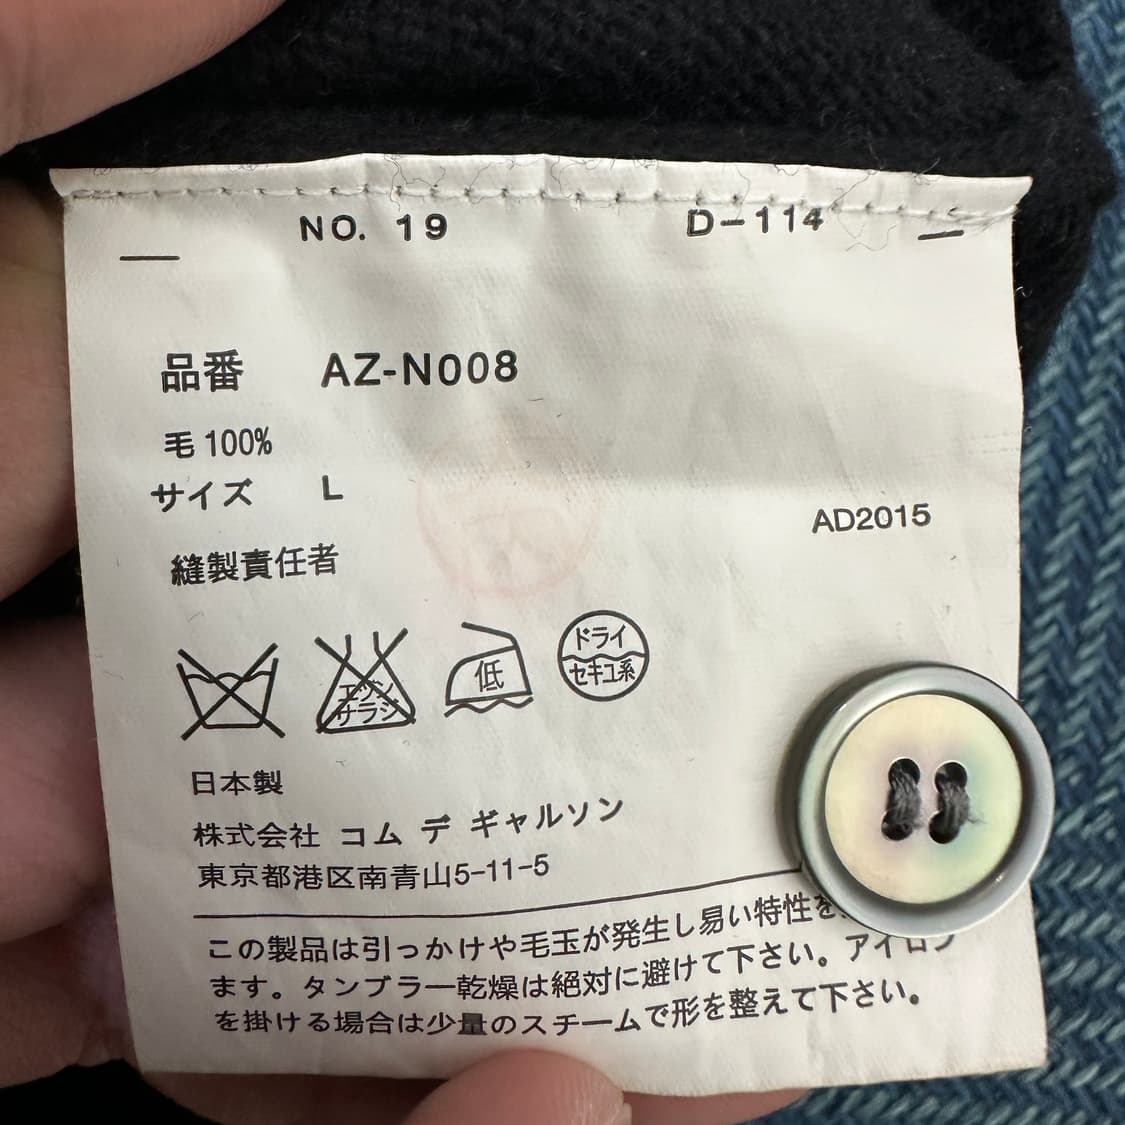 NO. 19 D-114
品番 AZ-N008
毛 100%
サイズ L
AD2015
縫製責任者
エンソ
サラシ
低
ドライ
セキユ系
日本製
株式会社 コム デ ギャルソン
東京都港区南青山5-11-5
この製品は引っかけや毛玉が発生し易い特性を
ます。タンブラー乾燥は絶対に避けて下さい。アイロン
を掛ける場合は少量のスチームで形を整えて下さい。